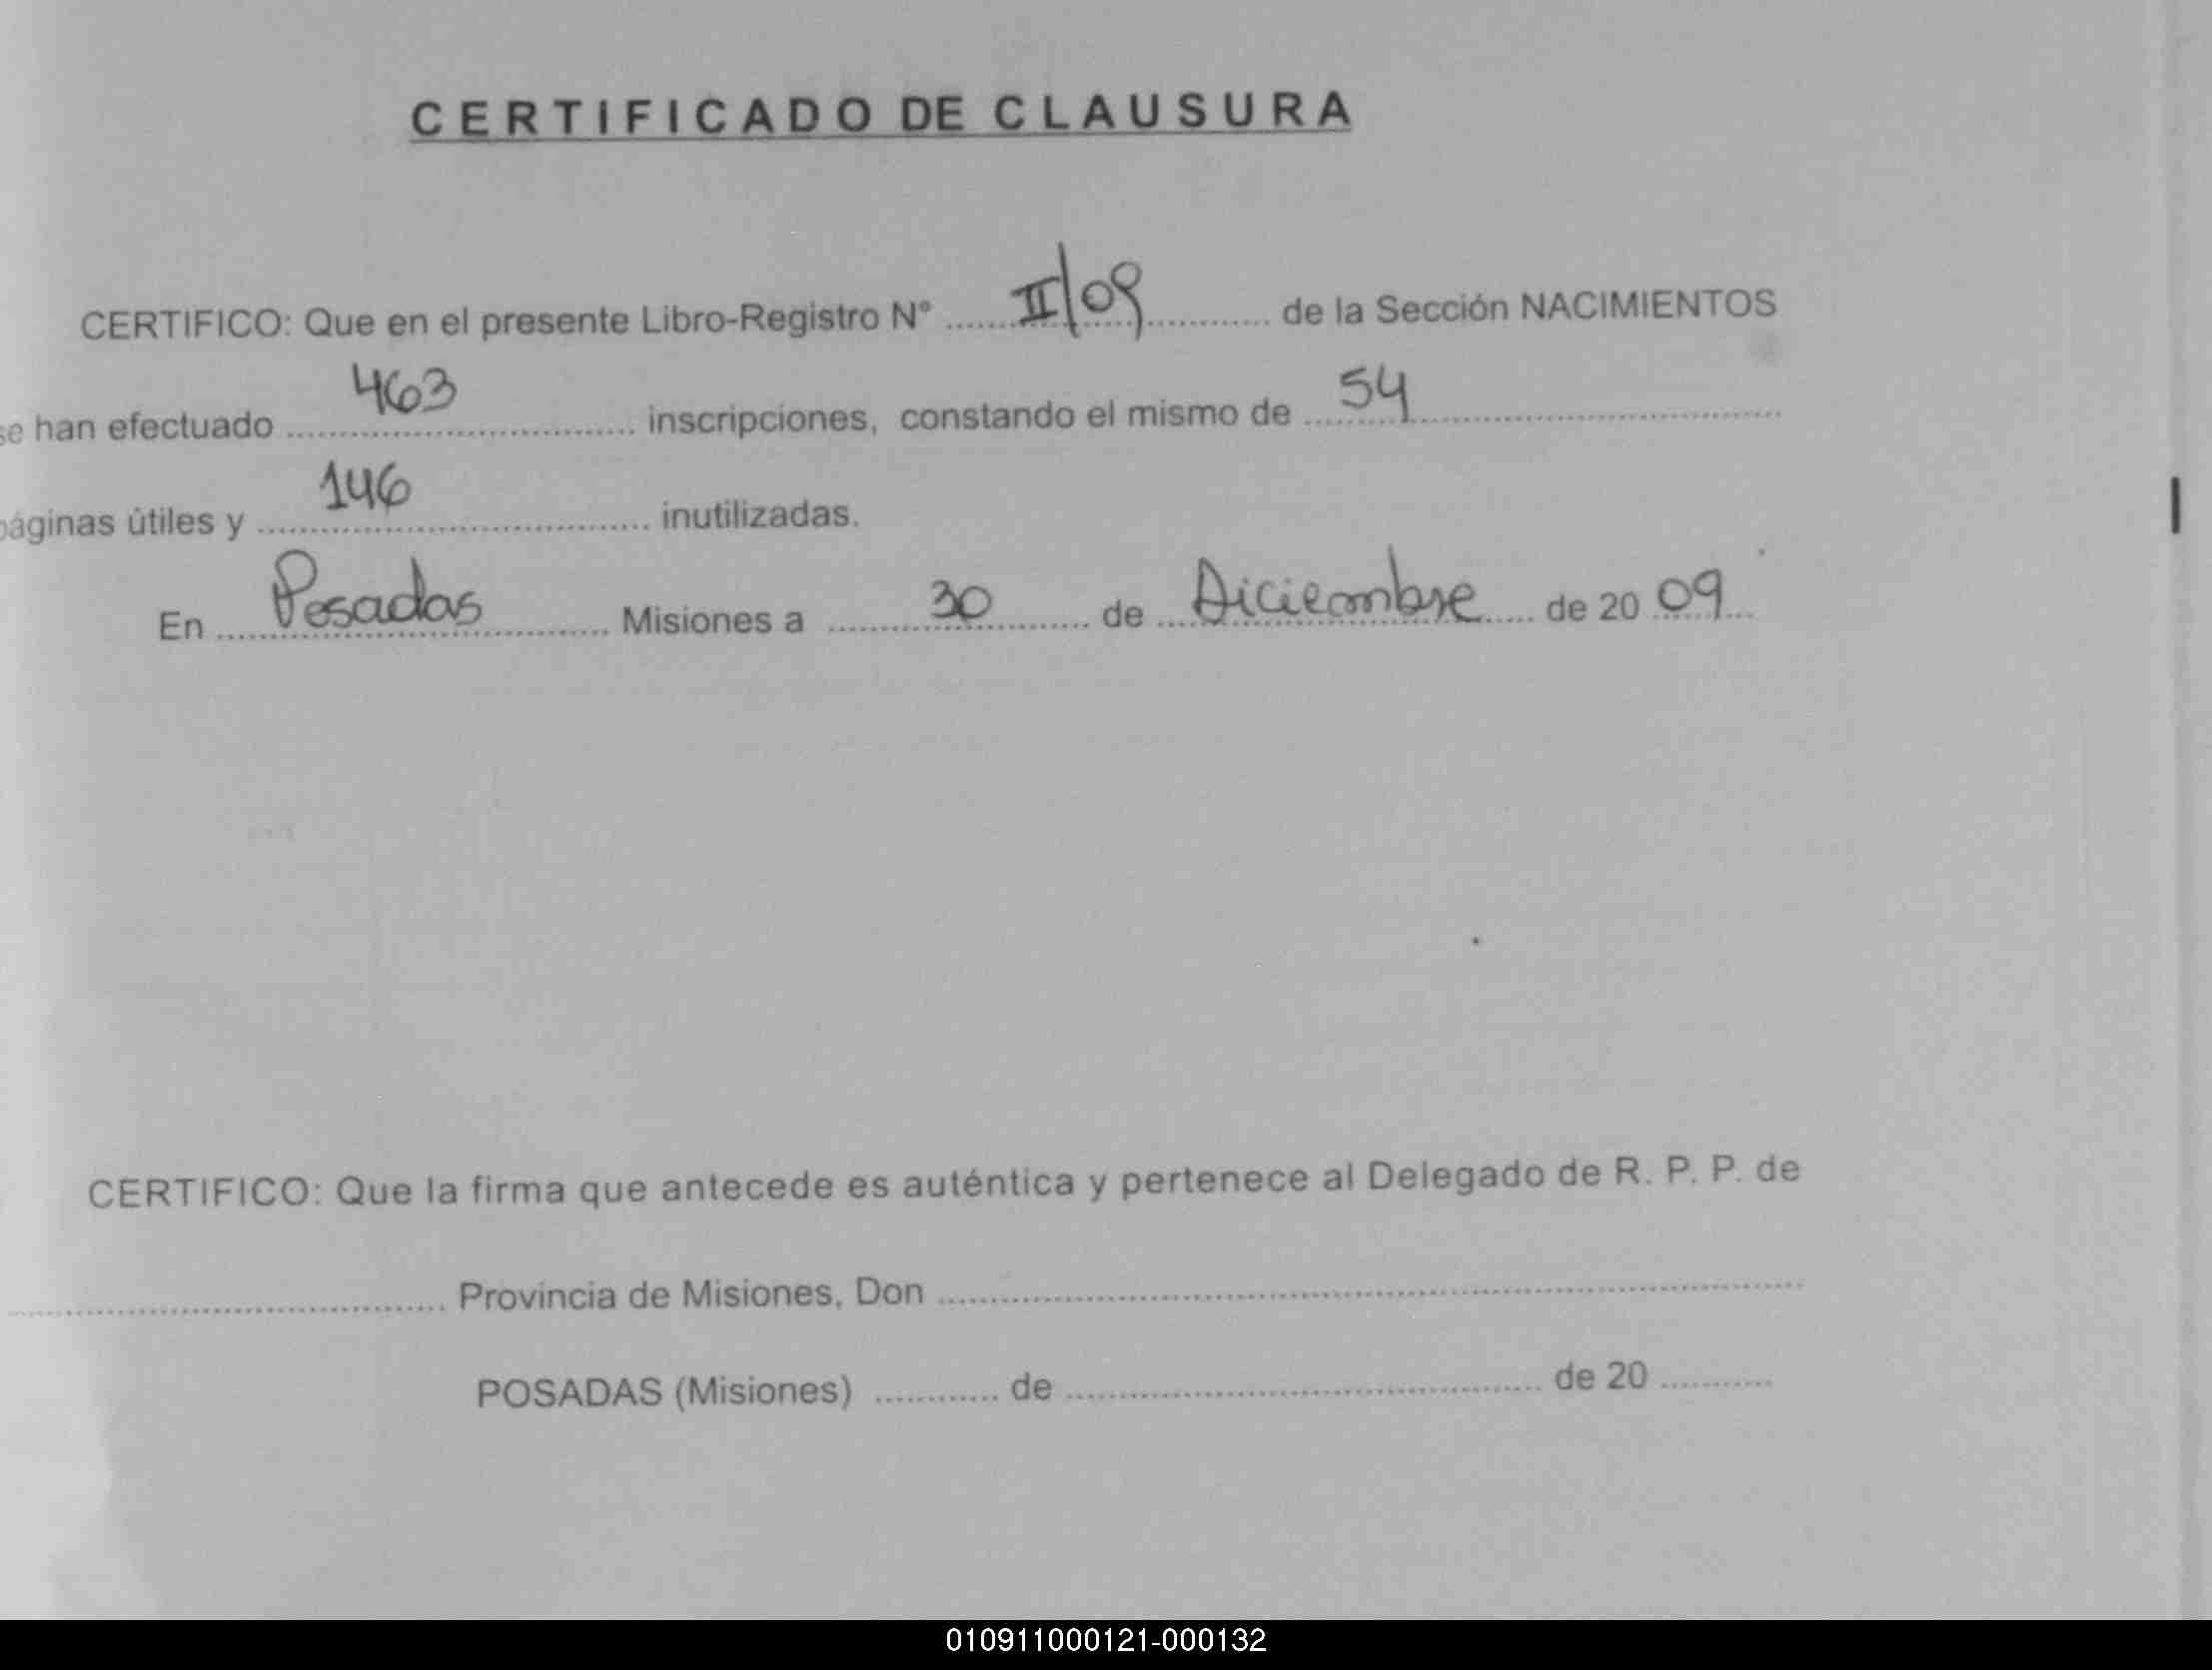 CERTIFICADO DE CLAUSURA
CERTIFICO: Que en el presente Libro-Registro N° II/09 de la Sección NACIMIENTOS
se han efectuado 463 inscripciones, constando el mismo de 54
páginas útiles y 146 inutilizadas.
En Posadas Misiones a 30 de Diciembre de 2009
CERTIFICO: Que la firma que antecede es auténtica y pertenece al Delegado de R. P. P. de
Provincia de Misiones, Don
POSADAS (Misiones) de de 20
010911000121-000132